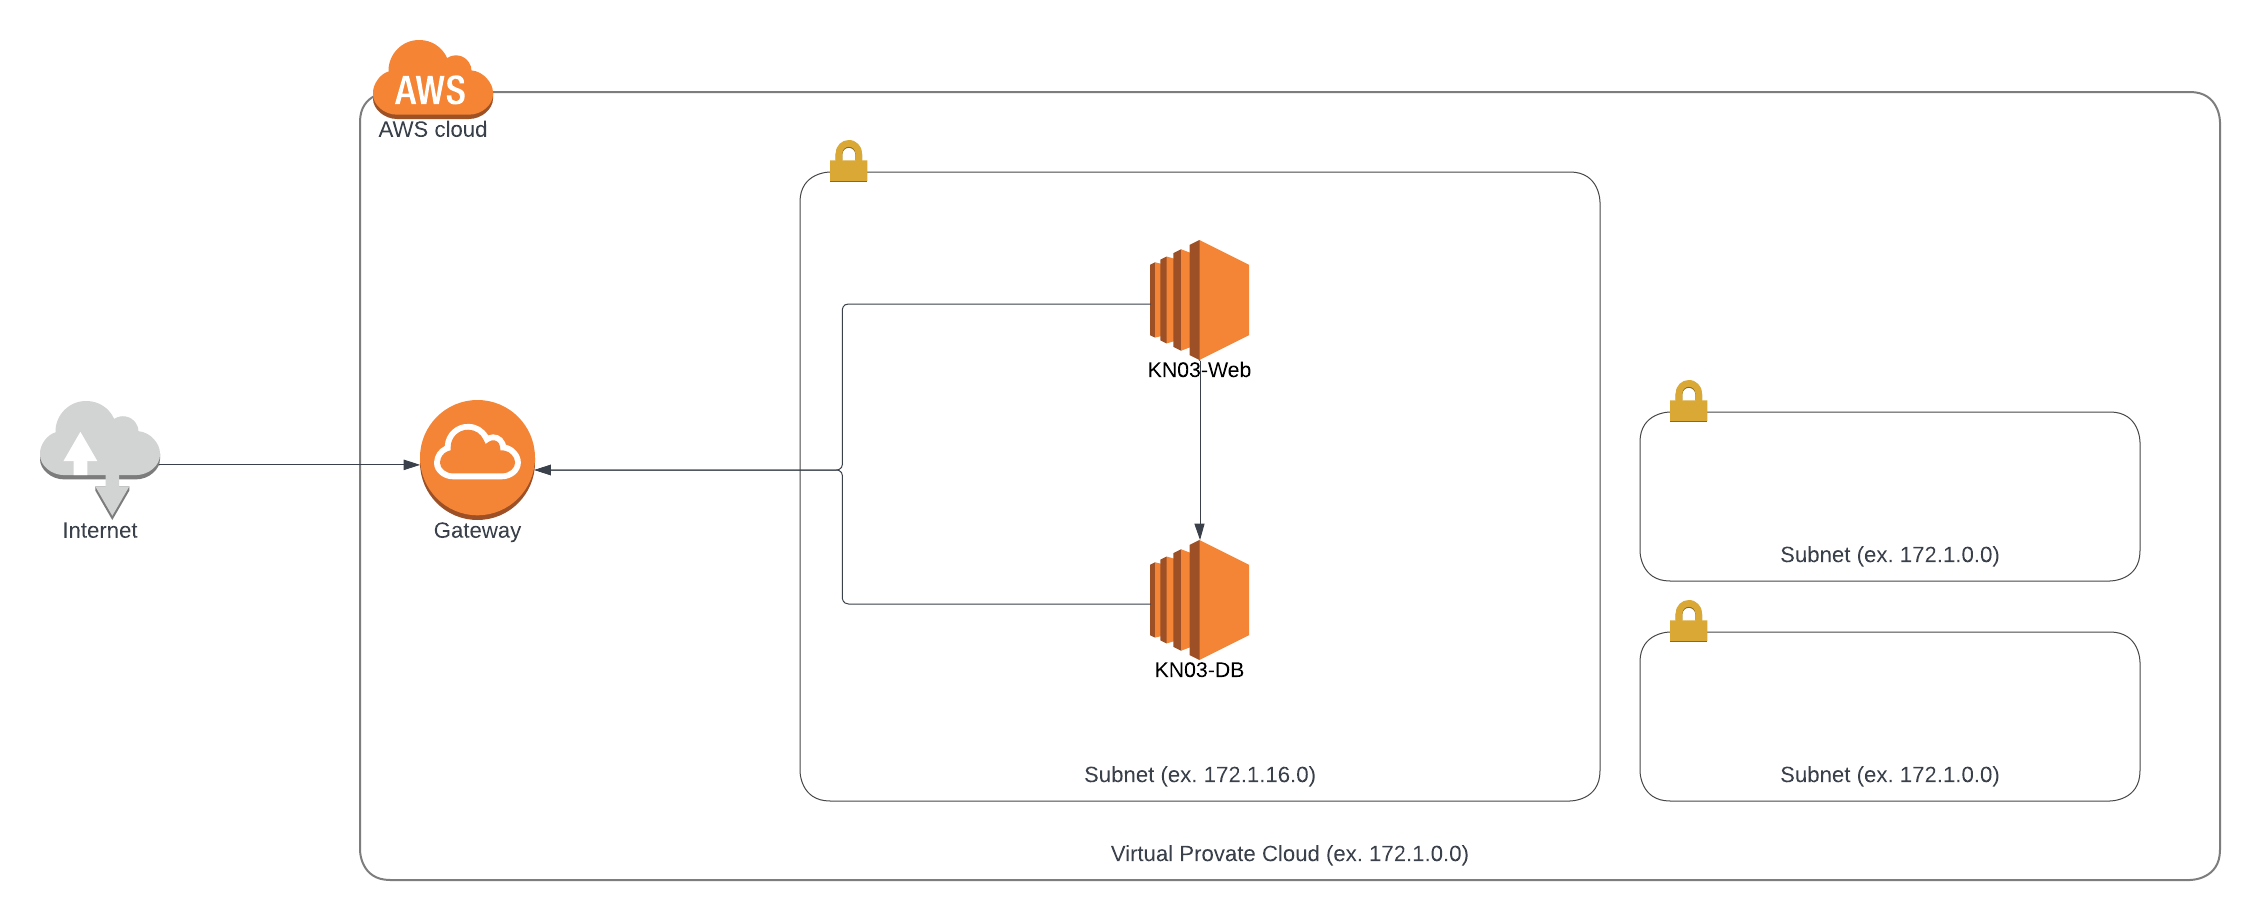 AWS
AWS cloud
KN03-Web
Internet
Gateway
KN03-DB
Subnet (ex. 172.1.16.0)
Subnet (ex. 172.1.0.0)
Subnet (ex. 172.1.0.0)
Virtual Provate Cloud (ex. 172.1.0.0)